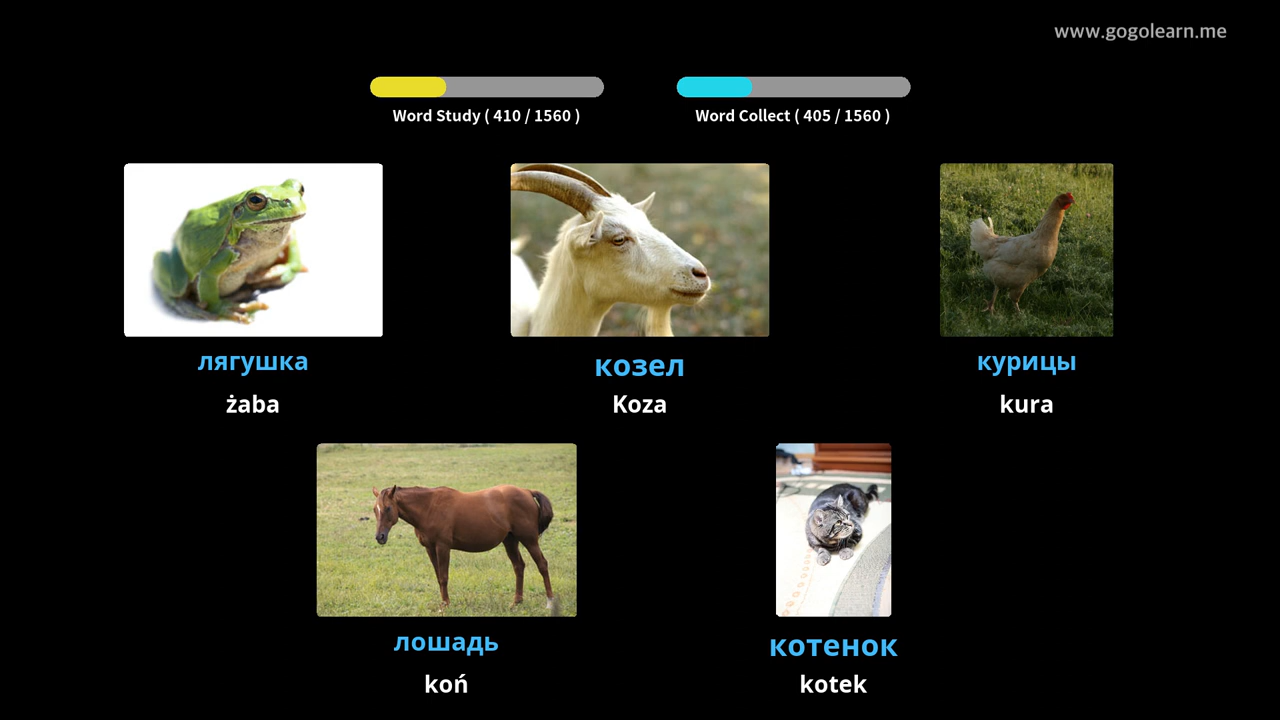 www.gogolearn.me
Word Study ( 410 / 1560 )
Word Collect ( 405 / 1560 )
лягушка
żaba
козел
Koza
курицы
kura
лошадь
koń
котенок
kotek